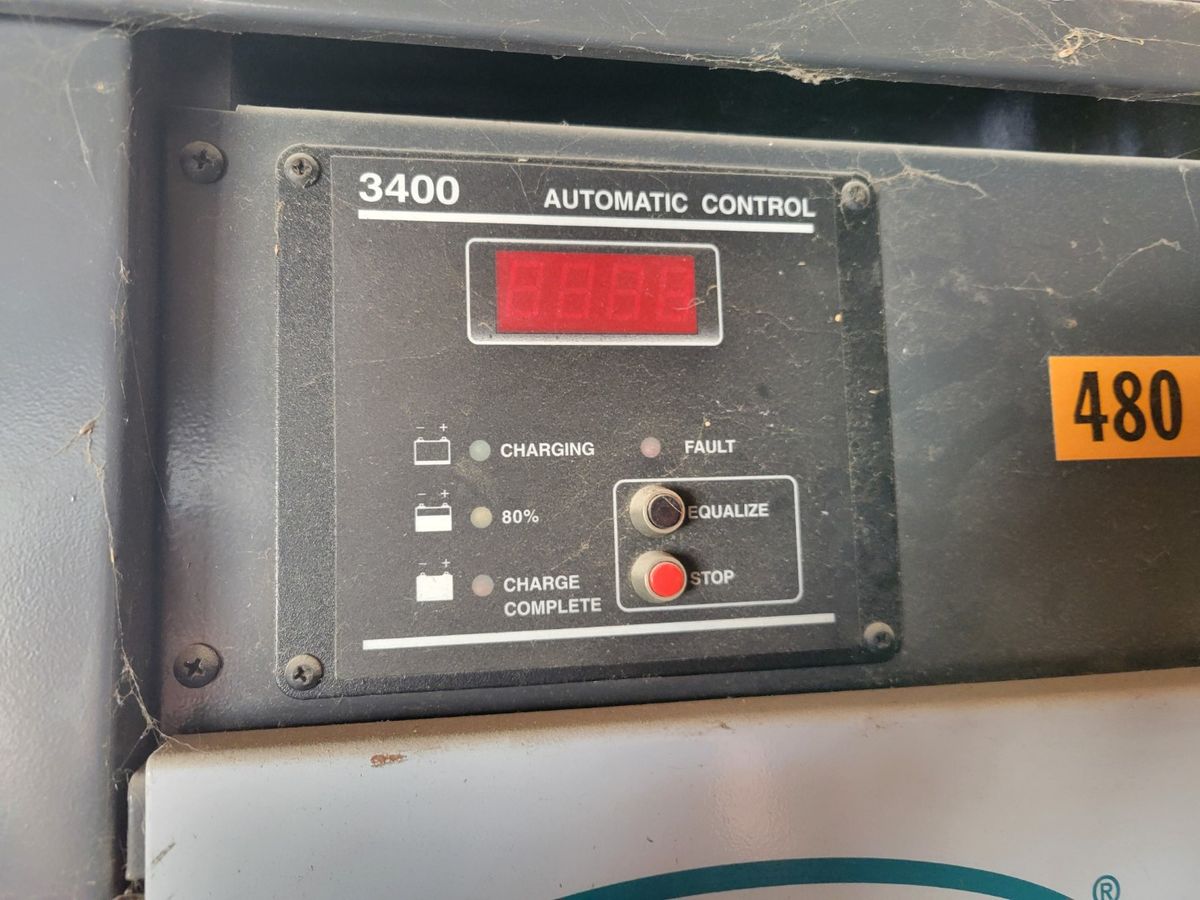 3400 AUTOMATIC CONTROL
- +
CHARGING
FAULT
- +
80%
EQUALIZE
- +
CHARGE
COMPLETE
STOP
480
®